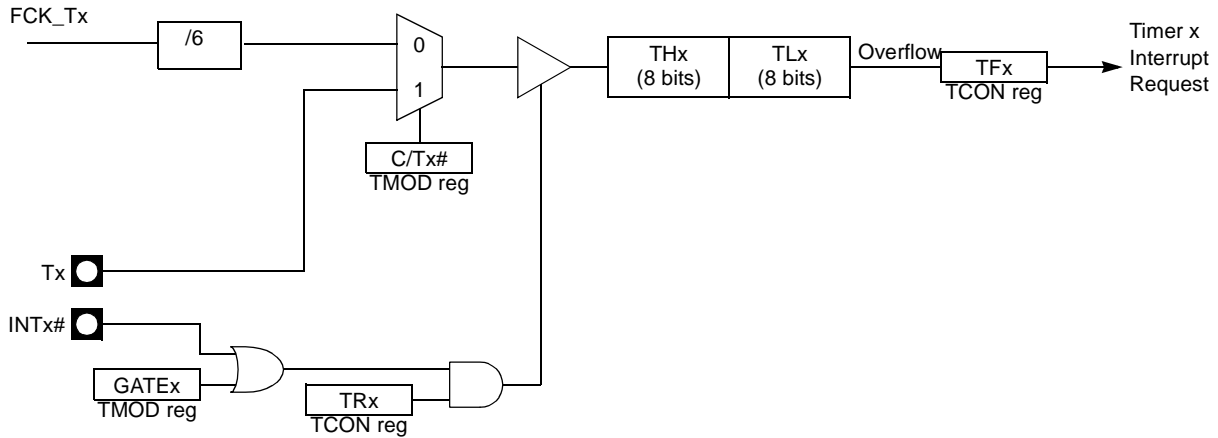 FCK_Tx
/6
0
1
THx
(8 bits)
TLx
(8 bits)
Overflow
TFx
TCON reg
Timer x
Interrupt
Request
C/Tx#
TMOD reg
Tx
INTx#
GATEx
TMOD reg
TRx
TCON reg